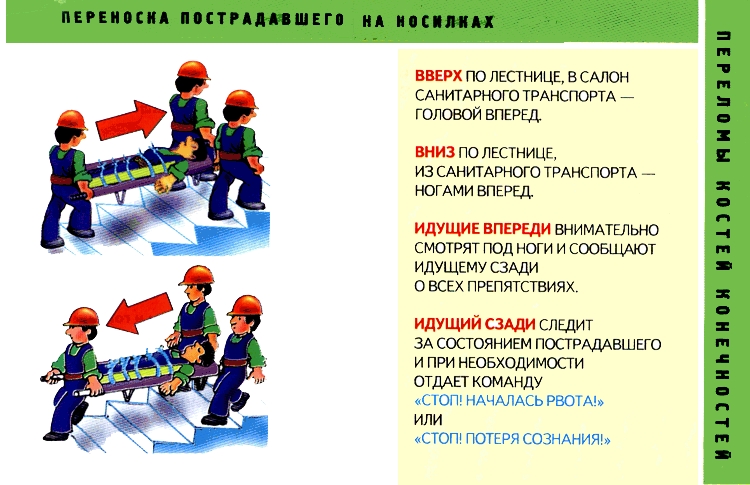 ПЕРЕНОСКА ПОСТРАДАВШЕГО НА НОСИЛКАХ
ВВЕРХ ПО ЛЕСТНИЦЕ, В САЛОН
САНИТАРНОГО ТРАНСПОРТА —
ГОЛОВОЙ ВПЕРЕД.
ВНИЗ ПО ЛЕСТНИЦЕ,
ИЗ САНИТАРНОГО ТРАНСПОРТА —
НОГАМИ ВПЕРЕД.
ИДУЩИЕ ВПЕРЕДИ ВНИМАТЕЛЬНО
СМОТРЯТ ПОД НОГИ И СООБЩАЮТ
ИДУЩЕМУ СЗАДИ
О ВСЕХ ПРЕПЯТСТВИЯХ.
ИДУЩИЙ СЗАДИ СЛЕДИТ
ЗА СОСТОЯНИЕМ ПОСТРАДАВШЕГО
И ПРИ НЕОБХОДИМОСТИ
ОТДАЕТ КОМАНДУ
«СТОП! НАЧАЛАСЬ РВОТА!»
ИЛИ
«СТОП! ПОТЕРЯ СОЗНАНИЯ!»
ПЕРЕЛОМЫ КОСТЕЙ КОНЕЧНОСТЕЙ